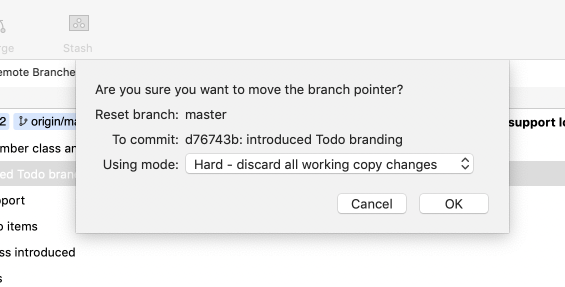 Stash
emote Branche
Are you sure you want to move the branch pointer?
Reset branch: master
2 origin/ma
support lo
To commit: d76743b: introduced Todo branding
mber class an
Using mode: Hard - discard all working copy changes
ed Todo bran
pport
Cancel OK
o items
ss introduced
s